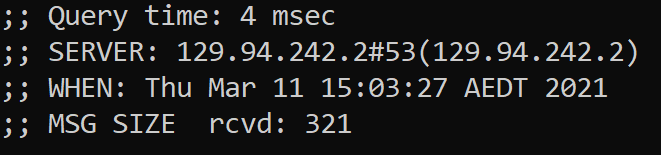 ;; Query time: 4 msec
;; SERVER: 129.94.242.2#53(129.94.242.2)
;; WHEN: Thu Mar 11 15:03:27 AEDT 2021
;; MSG SIZE  rcvd: 321